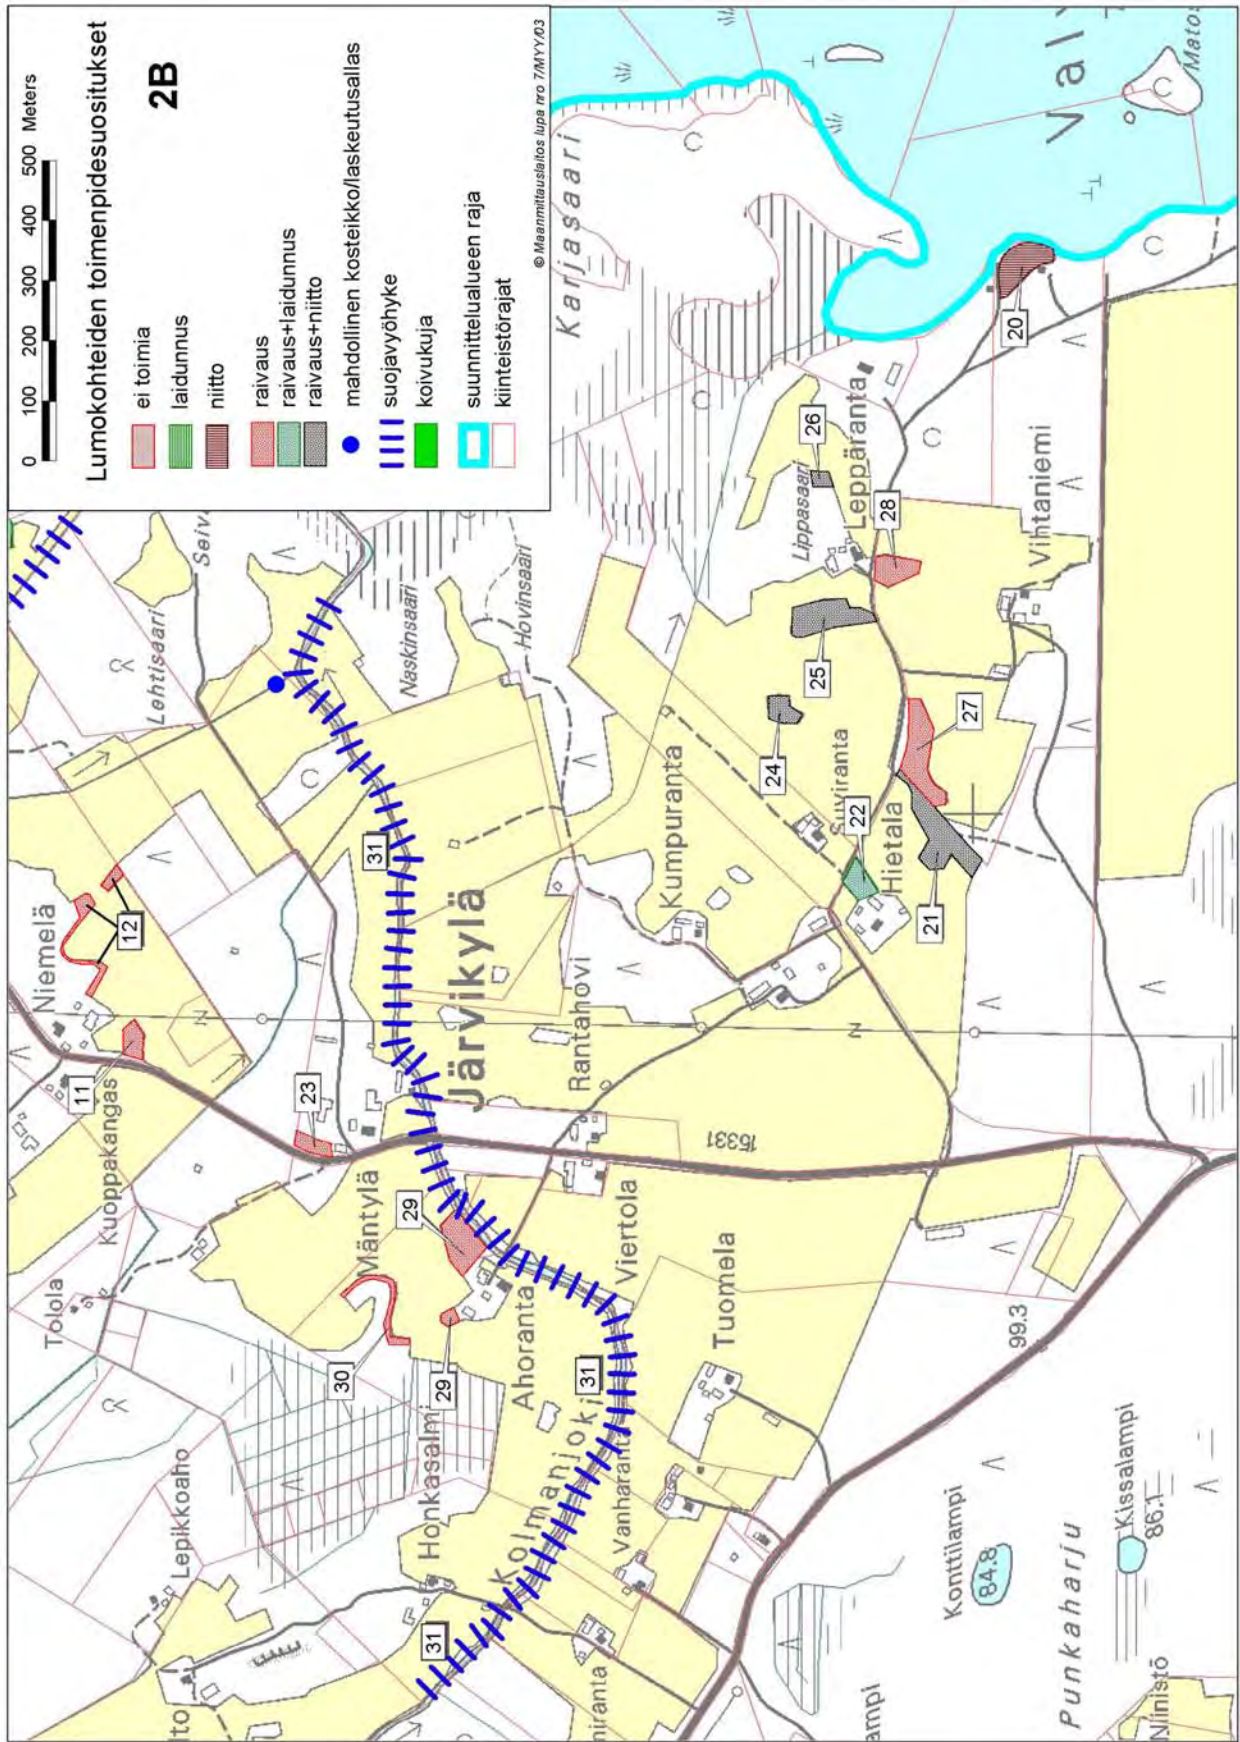 0 100 200 300 400 500 Meters
Lumokohteiden toimenpidesuositukset
2B
ei toimia
laidunnus
niitto
raivaus
raivaus+laidunnus
raivaus+niitto
mahdollinen kosteikko/laskeutusallas
suojavyöhyke
koivukuja
suunnittelualueen raja
kiinteistörajat
© Maanmittauslaitos lupa nro 7/MYY/03
Tolola
Kuoppakangas
11
Niemelä
12
Lehtisaari
Lepikkoaho
30
Mäntylä
23
31
Naskinsaari
Karjasaari
Honkasalmi
29
29
Järvikylä
Hovinsaari
31
Kolmanjoki
Ahoranta
31
Viertola
Rantahovi
Vanharanta
Kumpuranta
Tuomela
15331
24
25
Lippasaari
26
Suviranta
22
Leppäranta
28
Hietala
21
27
20
Vihtaniemi
99.3
Konttilampi
84.8
Punkaharju
Kissalampi
86.1
Niinistö